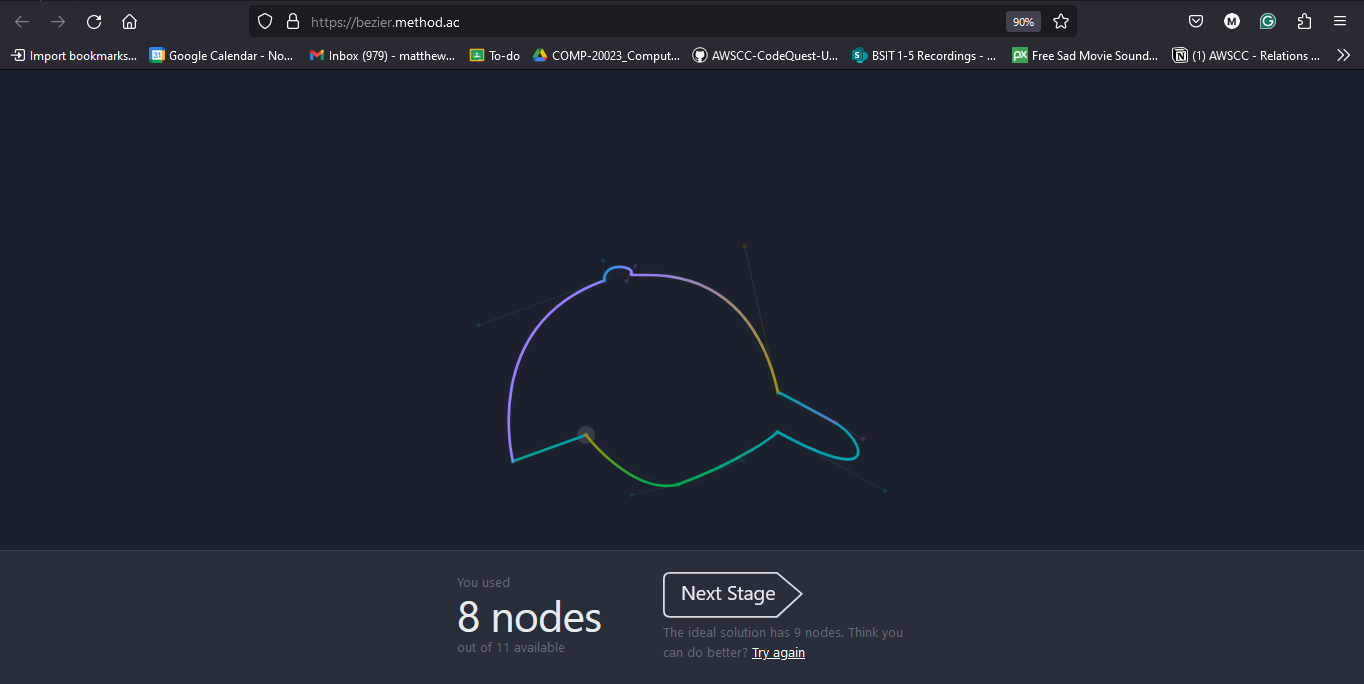 https://bezier.method.ac
90%
M
Import bookmarks...
31
Google Calendar - No...
Inbox (979) - matthew...
To-do
COMP-20023_Comput...
AWSCC-CodeQuest-U...
S
BSIT 1-5 Recordings - ...
px
Free Sad Movie Sound...
(1) AWSCC - Relations ...
You used
8 nodes
out of 11 available
Next Stage
The ideal solution has 9 nodes. Think you
can do better? Try again